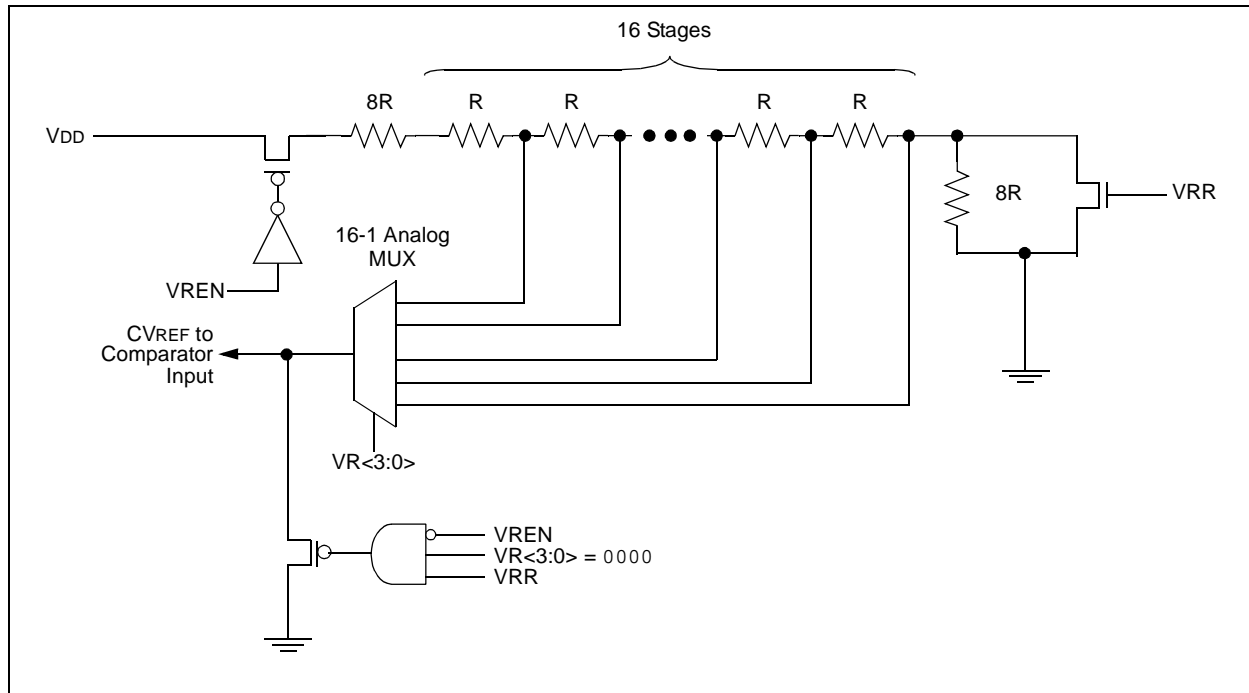 16 Stages
8R
R
R
R
R
VDD
8R
VRR
16-1 Analog
MUX
VREN
CVREF to
Comparator
Input
VR<3:0>
VREN
VR<3:0> = 0000
VRR